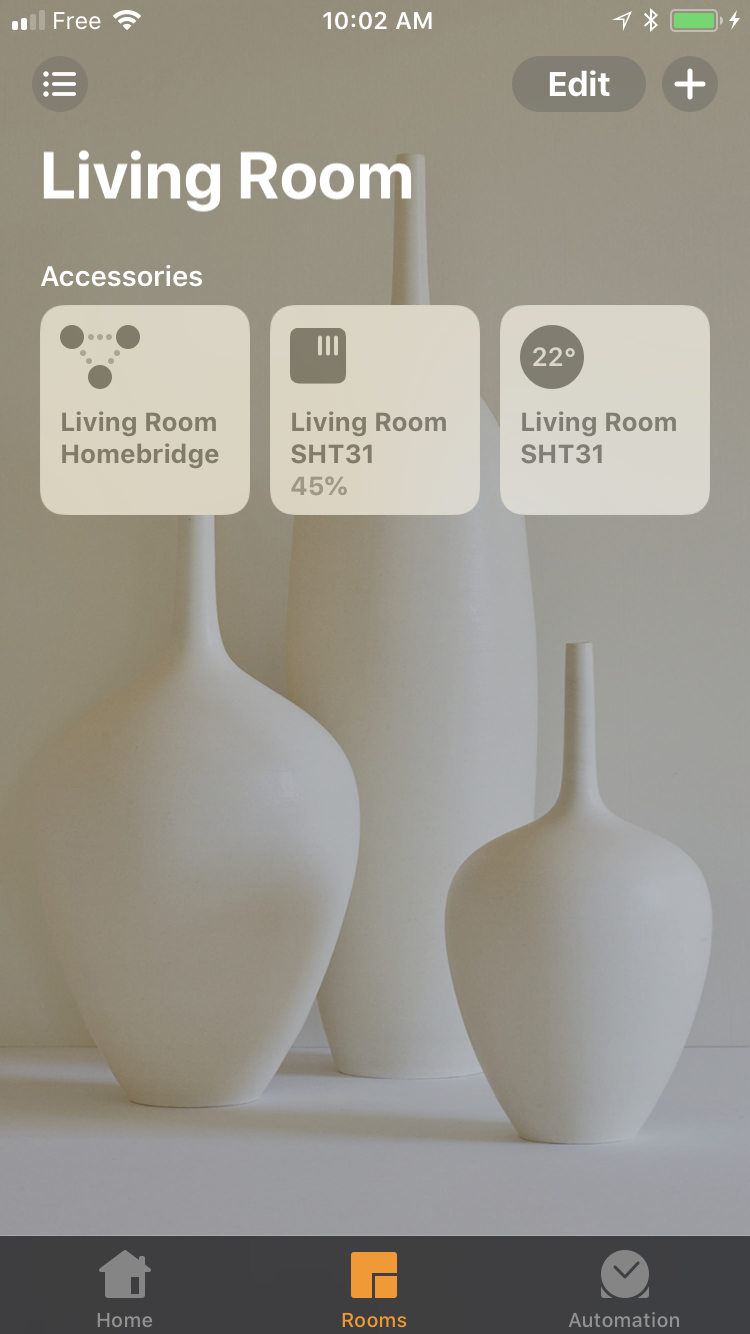 Free 10:02 AM
Edit
Living Room
Accessories
Living Room
Homebridge
Living Room
SHT31
45%
22°
Living Room
SHT31
Home Rooms Automation